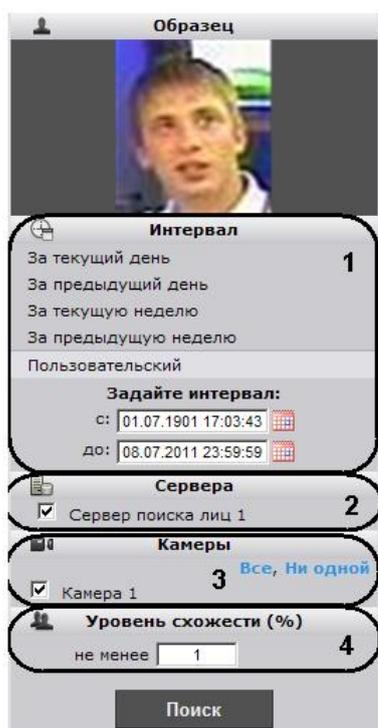 Образец
Интервал
За текущий день
1
За предыдущий день
За текущую неделю
За предыдущую неделю
Пользовательский
Задайте интервал:
с: 01.07.1901 17:03:43
до: 08.07.2011 23:59:59
Сервера
Сервер поиска лиц 1
2
Камеры
Все, Ни одной
3
Камера 1
Уровень схожести (%)
не менее 1
4
Поиск